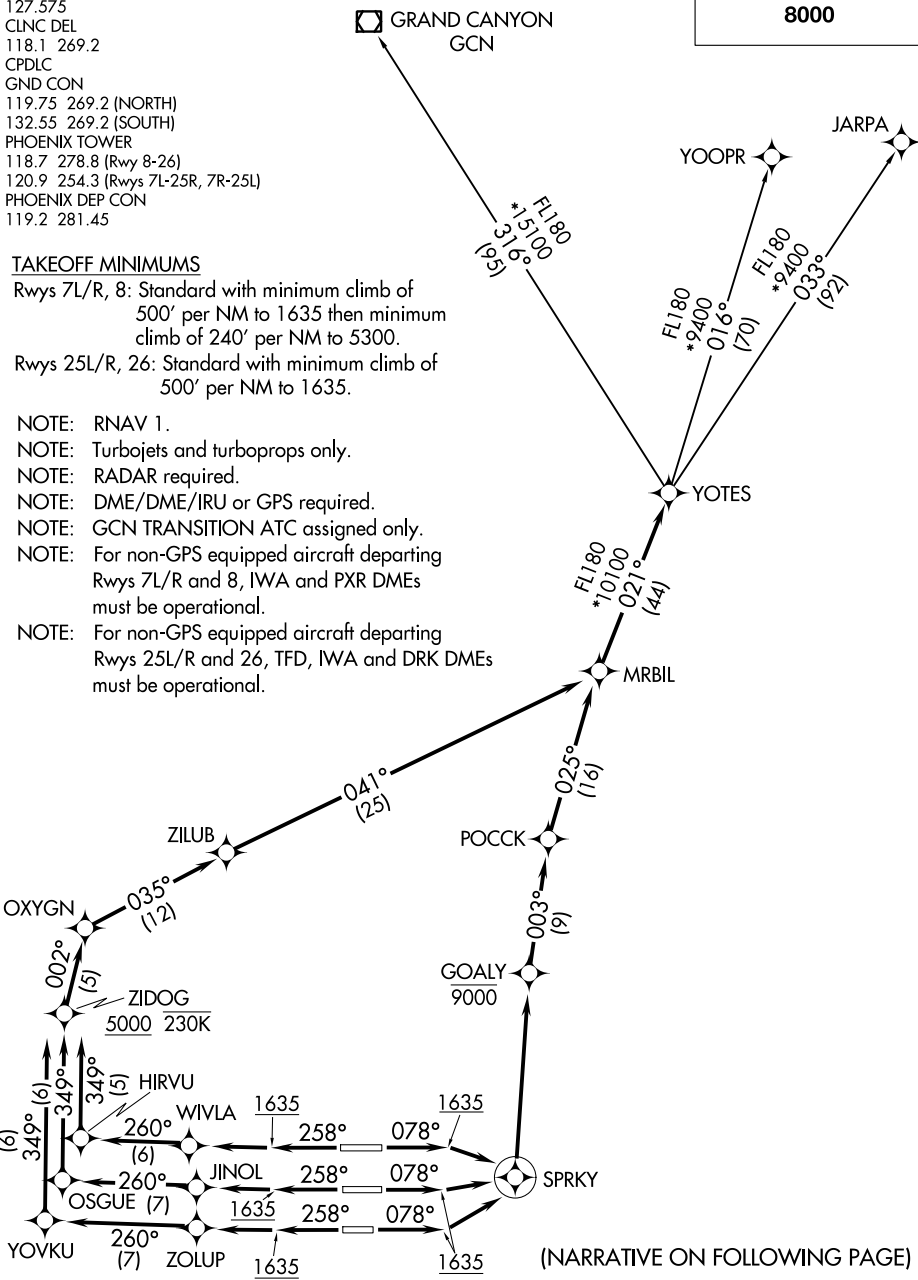 127.575
CLNC DEL
118.1 269.2
CPDLC
GND CON
119.75 269.2 (NORTH)
132.55 269.2 (SOUTH)
PHOENIX TOWER
118.7 278.8 (Rwy 8-26)
120.9 254.3 (Rwys 7L-25R, 7R-25L)
PHOENIX DEP CON
119.2 281.45
GRAND CANYON
GCN
8000
JARPA
YOOPR
FL180
*15100
316°
(95)
FL180
*9400
016°
(70)
FL180
*9400
033°
(92)
TAKEOFF MINIMUMS
Rwys 7L/R, 8: Standard with minimum climb of
500′ per NM to 1635 then minimum
climb of 240′ per NM to 5300.
Rwys 25L/R, 26: Standard with minimum climb of
500′ per NM to 1635.
NOTE: RNAV 1.
NOTE: Turbojets and turboprops only.
NOTE: RADAR required.
NOTE: DME/DME/IRU or GPS required.
NOTE: GCN TRANSITION ATC assigned only.
NOTE: For non-GPS equipped aircraft departing
Rwys 7L/R and 8, IWA and PXR DMEs
must be operational.
NOTE: For non-GPS equipped aircraft departing
Rwys 25L/R and 26, TFD, IWA and DRK DMEs
must be operational.
YOTES
FL180
*10100
021°
(44)
MRBIL
041°
(25)
025°
(16)
ZILUB
POCCK
OXYGN
035°
(12)
003°
(9)
002°
(5)
GOALY
9000
ZIDOG
5000 230K
(6)
349°
349°
(6)
349°
(5)
HIRVU
WIVLA
260°
(6)
1635
258°
078°
1635
SPRKY
JINOL
260°
(7)
OSGUE
1635
258°
078°
YOVKU
260°
(7)
ZOLUP
258°
1635
078°
1635
(NARRATIVE ON FOLLOWING PAGE)